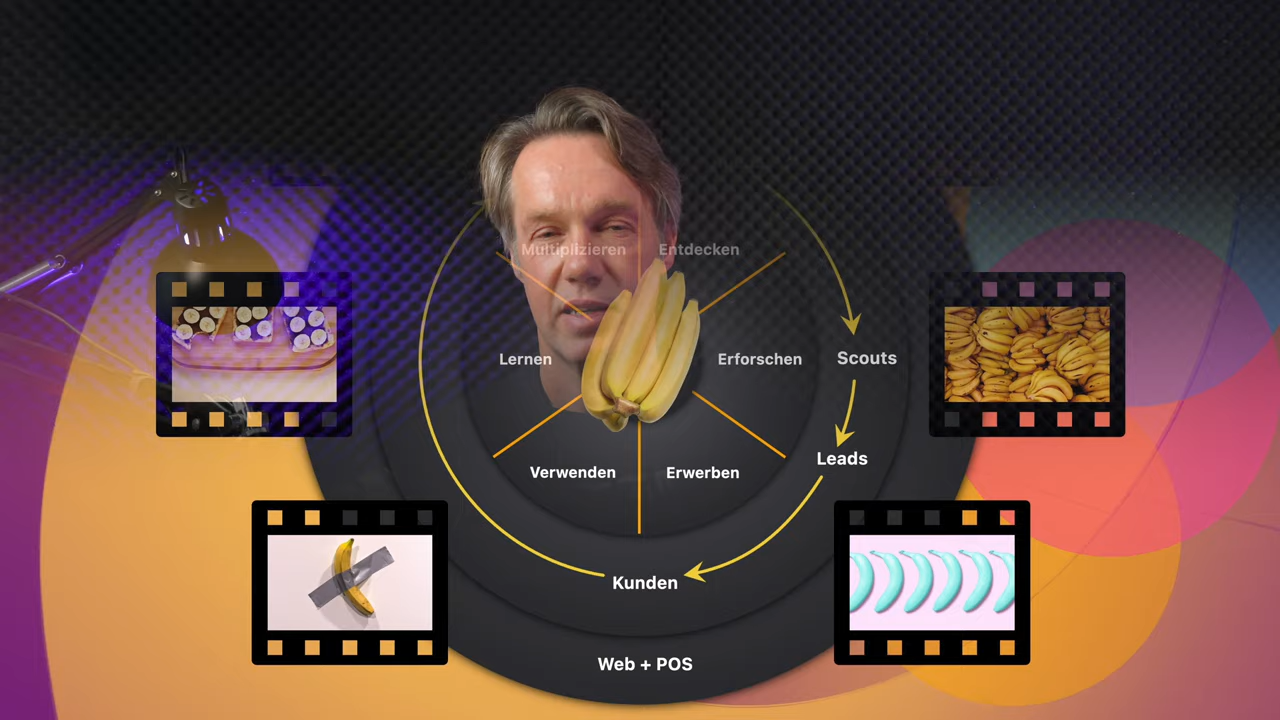 Multiplizieren
Entdecken
Lernen
Erforschen
Scouts
Leads
Verwenden
Erwerben
Kunden
Web + POS